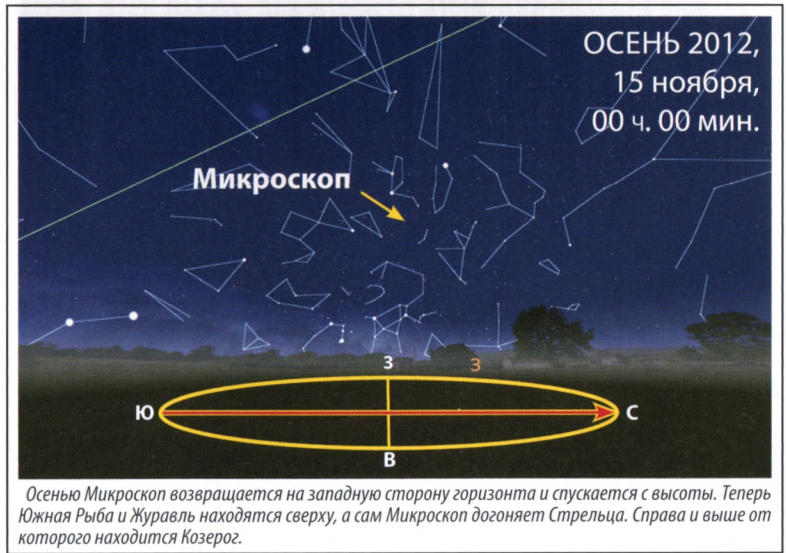 ОСЕНЬ 2012,
15 ноября,
00 ч. 00 мин.
Микроскоп
З
З
Ю
С
В
Осенью Микроскоп возвращается на западную сторону горизонта и спускается с высоты. Теперь
Южная Рыба и Журавль находятся сверху, а сам Микроскоп догоняет Стрельца. Справа и выше от
которого находится Козерог.